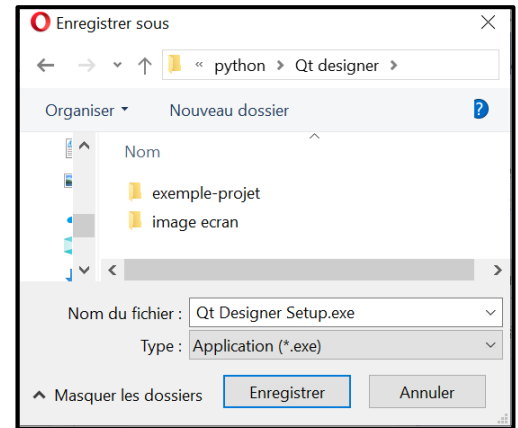 Enregistrer sous
« python > Qt designer >
Organiser Nouveau dossier ?
Nom
exemple-projet
image ecran
Nom du fichier : Qt Designer Setup.exe
Type : Application (*.exe)
Masquer les dossiers Enregistrer Annuler